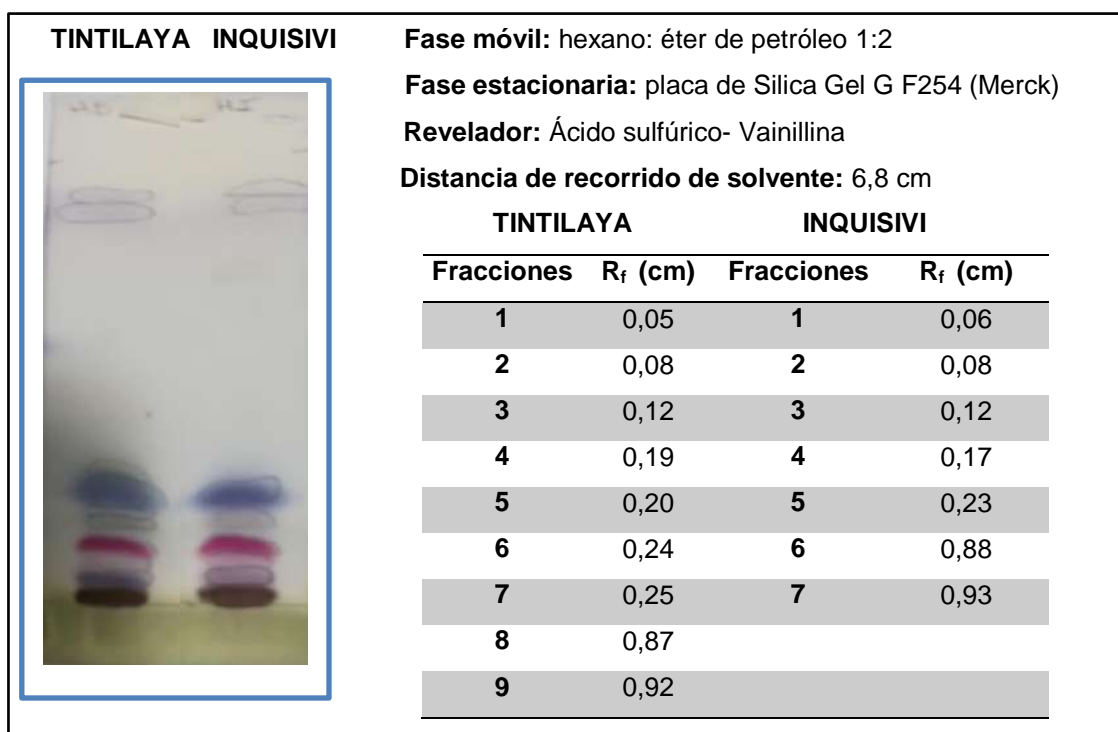 TINTILAYA INQUISIVI
Fase móvil: hexano: éter de petróleo 1:2
Fase estacionaria: placa de Silica Gel G F254 (Merck)
Revelador: Ácido sulfúrico- Vainillina
Distancia de recorrido de solvente: 6,8 cm
TINTILAYA INQUISIVI
Fracciones Rf (cm) Fracciones Rf (cm)
1 0,05 1 0,06
2 0,08 2 0,08
3 0,12 3 0,12
4 0,19 4 0,17
5 0,20 5 0,23
6 0,24 6 0,88
7 0,25 7 0,93
8 0,87
9 0,92